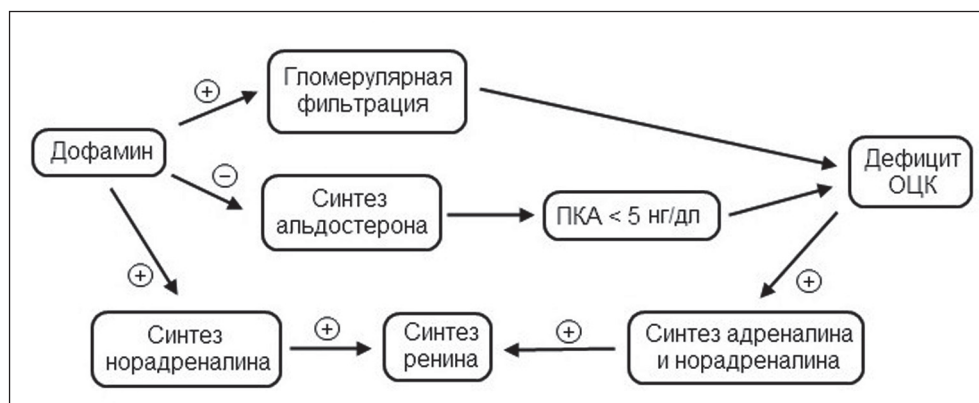 Гломерулярная
фильтрация
+
Дофамин
−
Дефицит
ОЦК
Синтез
альдостерона
ПКА < 5 нг/дл
+
+
Синтез
норадреналина
+
Синтез
ренина
+
Синтез адреналина
и норадреналина